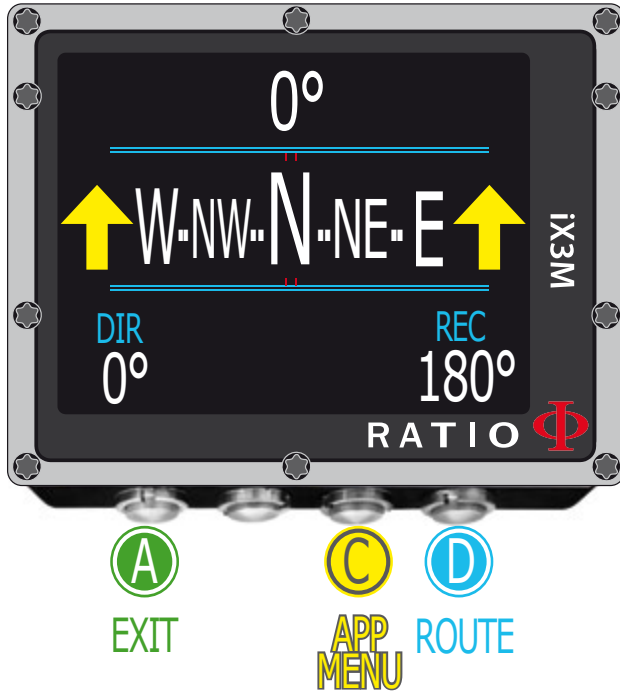 0°
W·NW··N·NE·E
DIR
REC
0°
180°
iX3M
RATIO Φ
A
C
D
EXIT
APP
MENU
ROUTE